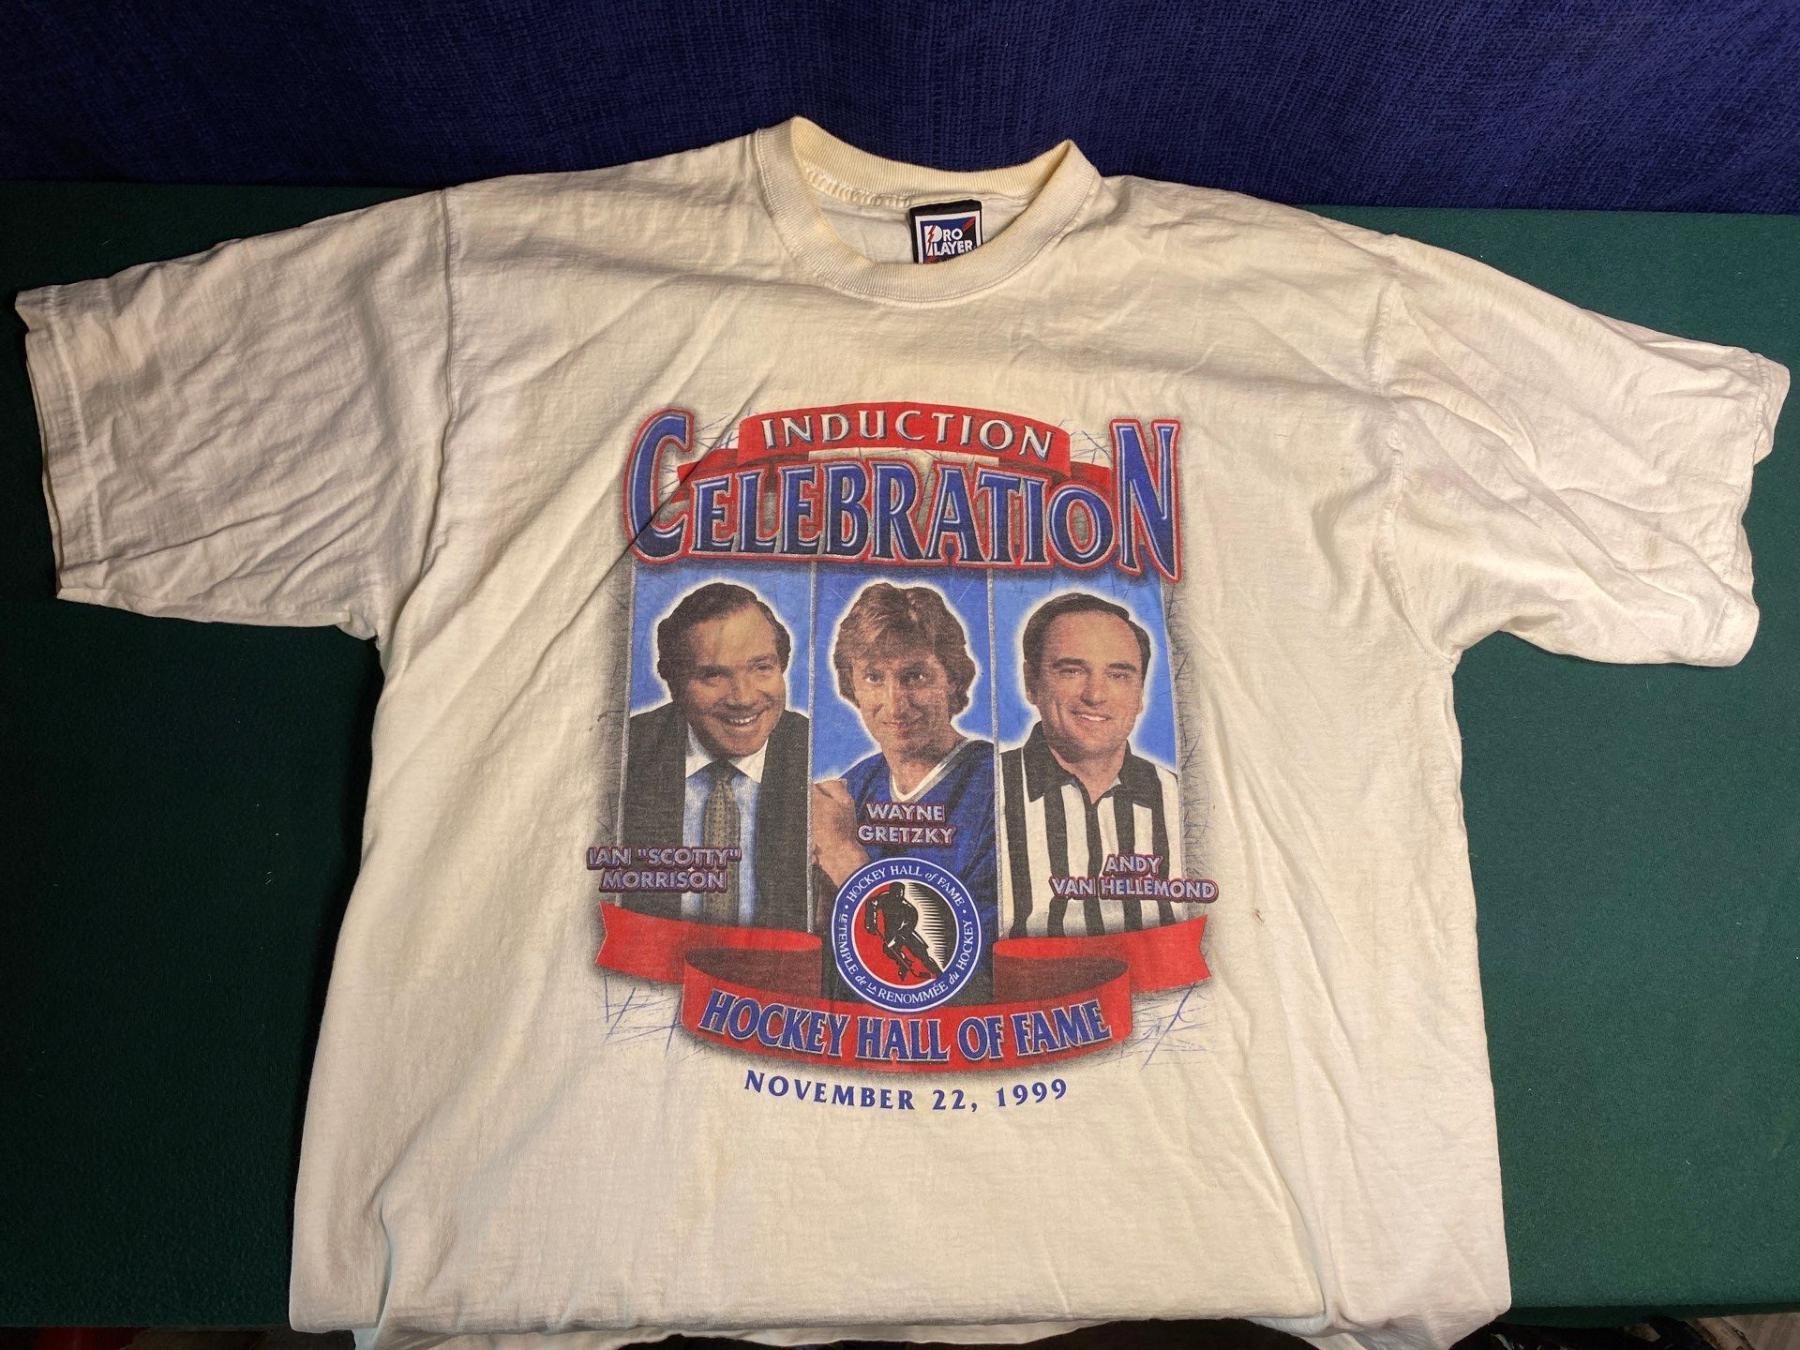 PRO
PLAYER
INDUCTION
CELEBRATION
WAYNE
GRETZKY
IAN "SCOTTY"
MORRISON
ANDY
VAN HELLEMOND
HOCKEY HALL of FAME
LE TEMPLE de LA RENOMMÉE du HOCKEY
HOCKEY HALL OF FAME
NOVEMBER 22, 1999